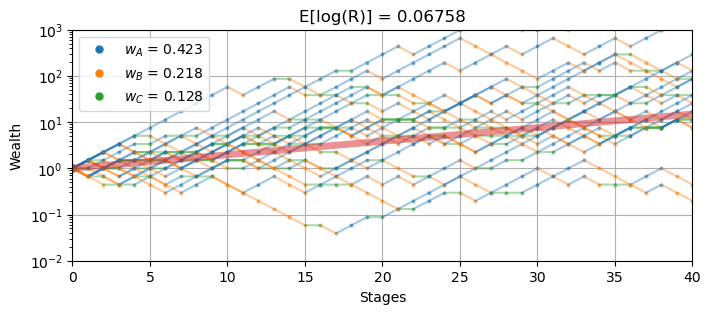 E[log(R)] = 0.06758
Wealth
10³
10²
10¹
10⁰
10⁻¹
10⁻²
w_A = 0.423
w_B = 0.218
w_C = 0.128
0 5 10 15 20 25 30 35 40
Stages